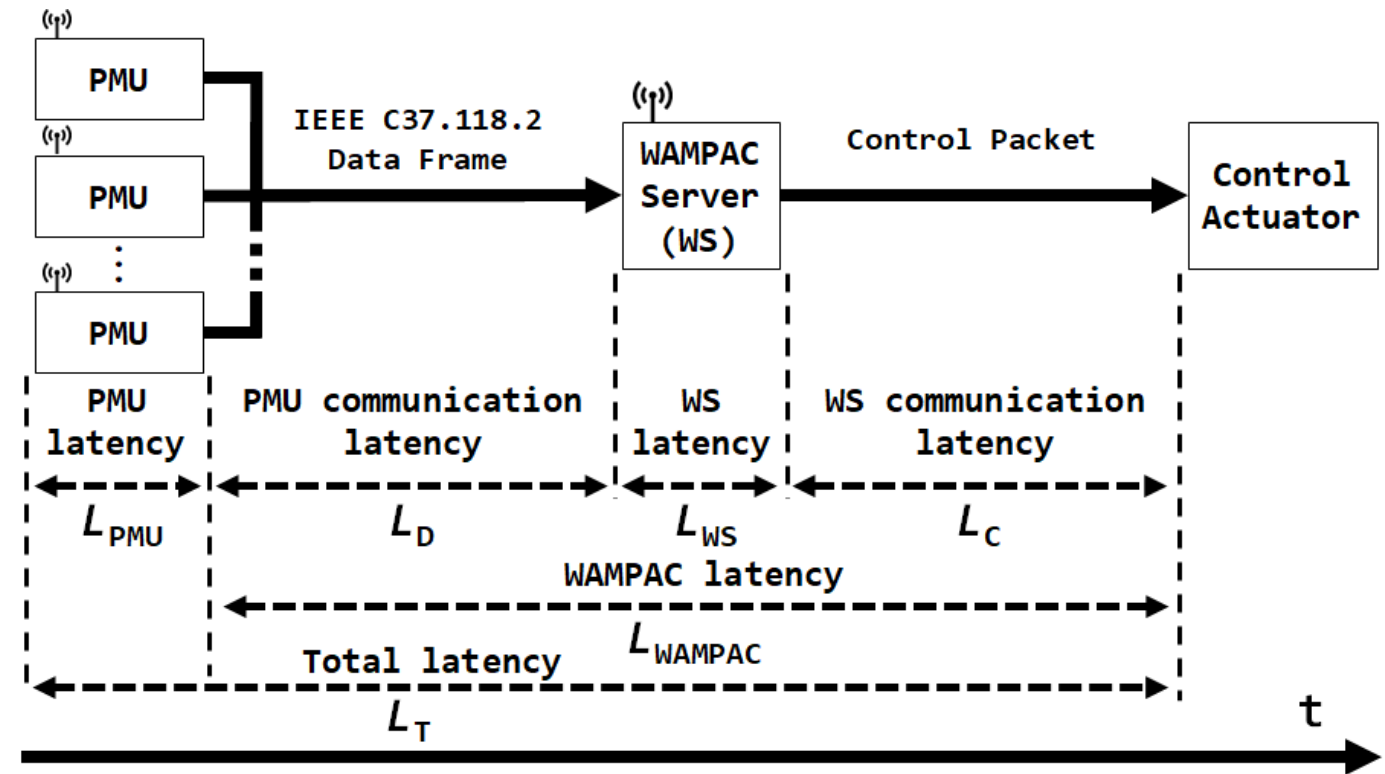 PMU
PMU
⋮
PMU
IEEE C37.118.2
Data Frame
WAMPAC
Server
(WS)
Control Packet
Control
Actuator
PMU
latency
PMU communication
latency
WS
latency
WS communication
latency
L_PMU
L_D
L_WS
L_C
WAMPAC latency
L_WAMPAC
Total latency
L_T
t